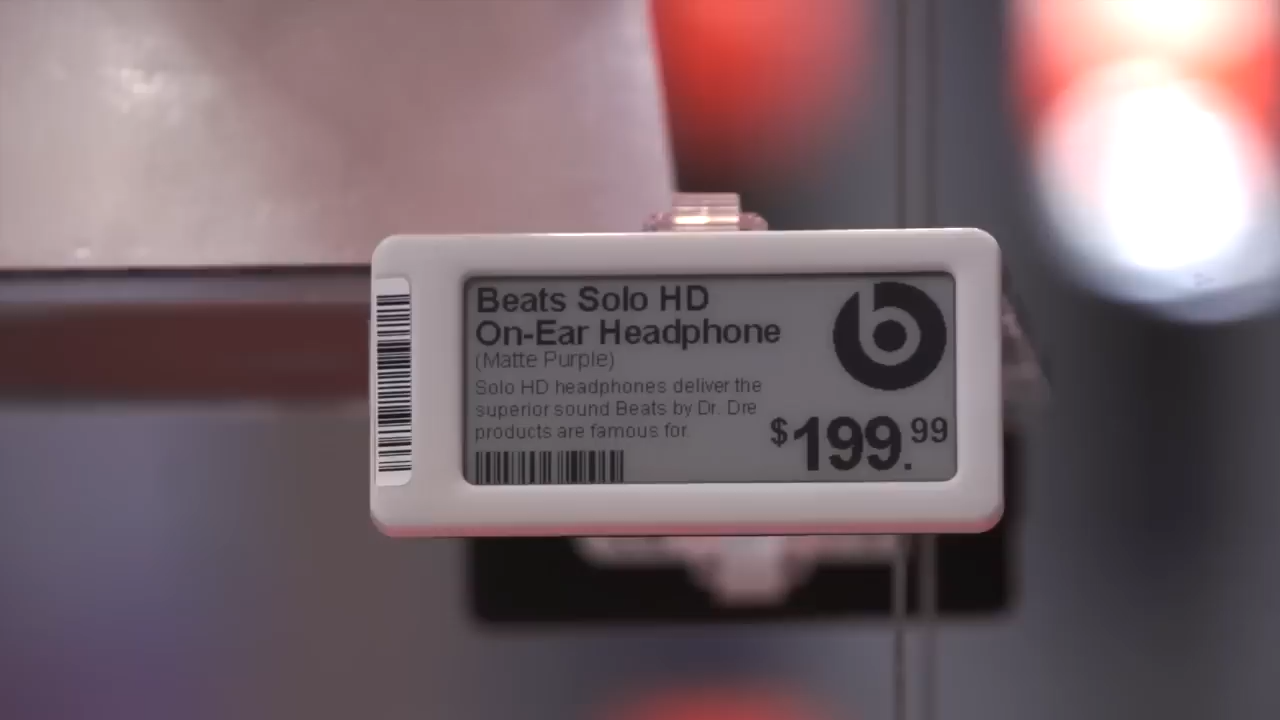 Beats Solo HD
On-Ear Headphone
(Matte Purple)
Solo HD headphones deliver the
superior sound Beats by Dr. Dre
products are famous for.
$199.99
b